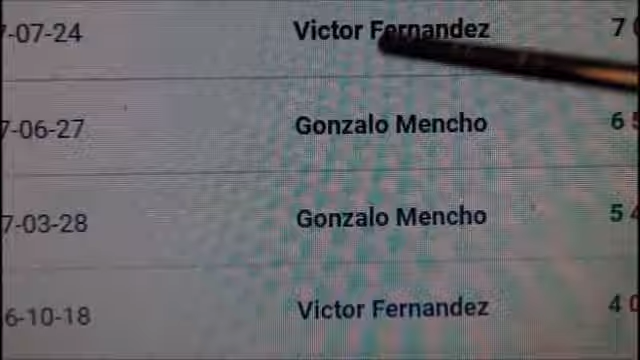 7-07-24 Victor Fernandez 7
7-06-27 Gonzalo Mencho 6
7-03-28 Gonzalo Mencho 5
6-10-18 Victor Fernandez 4